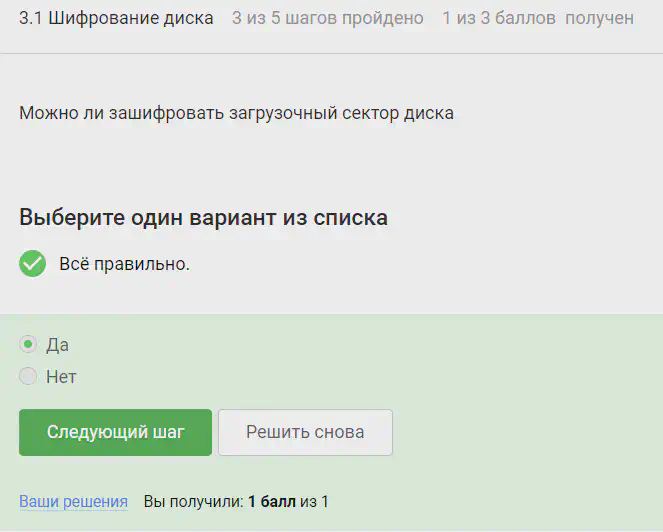 3.1 Шифрование диска 3 из 5 шагов пройдено 1 из 3 баллов получен
Можно ли зашифровать загрузочный сектор диска
Выберите один вариант из списка
Всё правильно.
Да
Нет
Следующий шаг Решить снова
Ваши решения Вы получили: 1 балл из 1